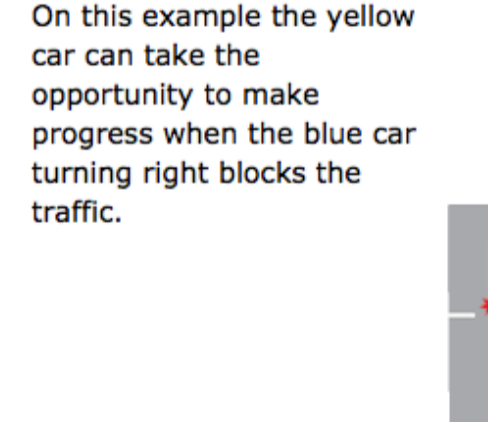 On this example the yellow
car can take the
opportunity to make
progress when the blue car
turning right blocks the
traffic.